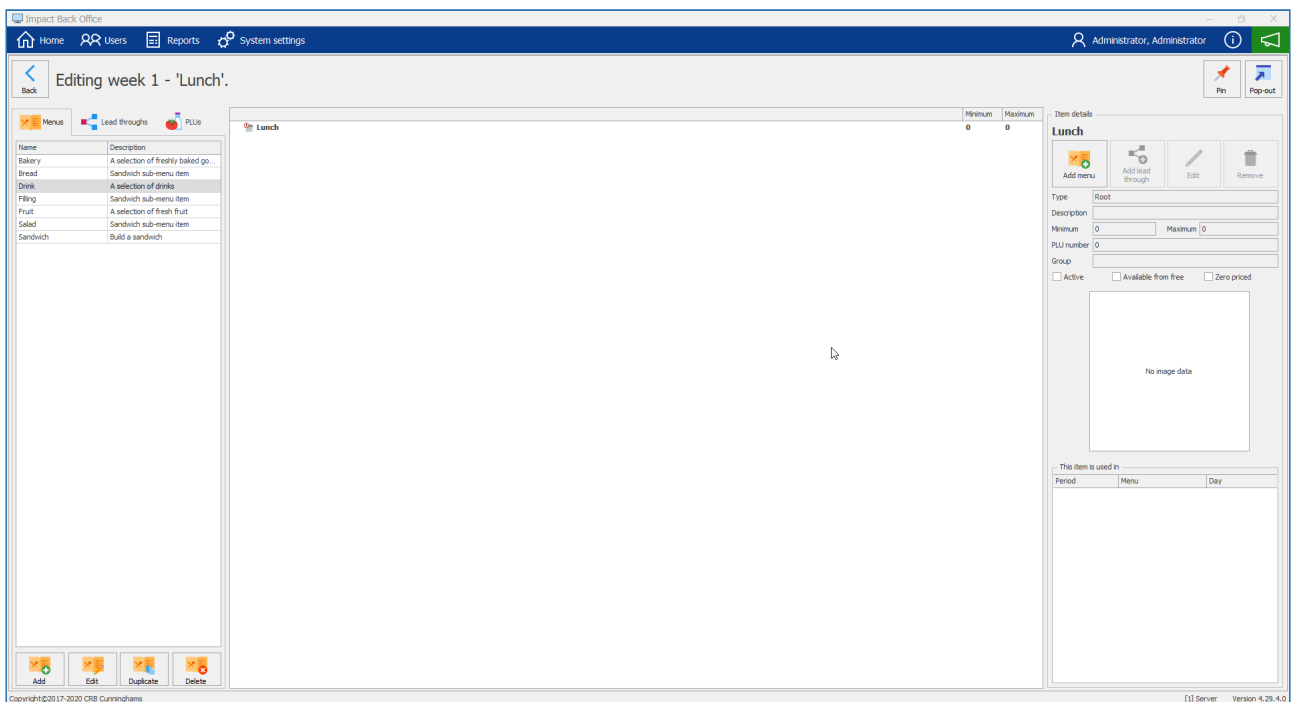 Impact Back Office
Home Users Reports System settings Administrator, Administrator
Back Editing week 1 - 'Lunch'. Pin Pop-out
Menus Lead throughs PLUs
Name Description
Bakery A selection of freshly baked go...
Bread Sandwich sub-menu item
Drink A selection of drinks
Filling Sandwich sub-menu item
Fruit A selection of fresh fruit
Salad Sandwich sub-menu item
Sandwich Build a sandwich
Add Edit Duplicate Delete
Minimum Maximum
Lunch 0 0
Item details
Lunch
Add menu Add lead through Edit Remove
Type Root
Description
Minimum 0 Maximum 0
PLU number 0
Group
Active Available from free Zero priced
No image data
This item is used in
Period Menu Day
Copyright©2017-2020 CRB Cunninghams [1] Server Version 4.29.4.0